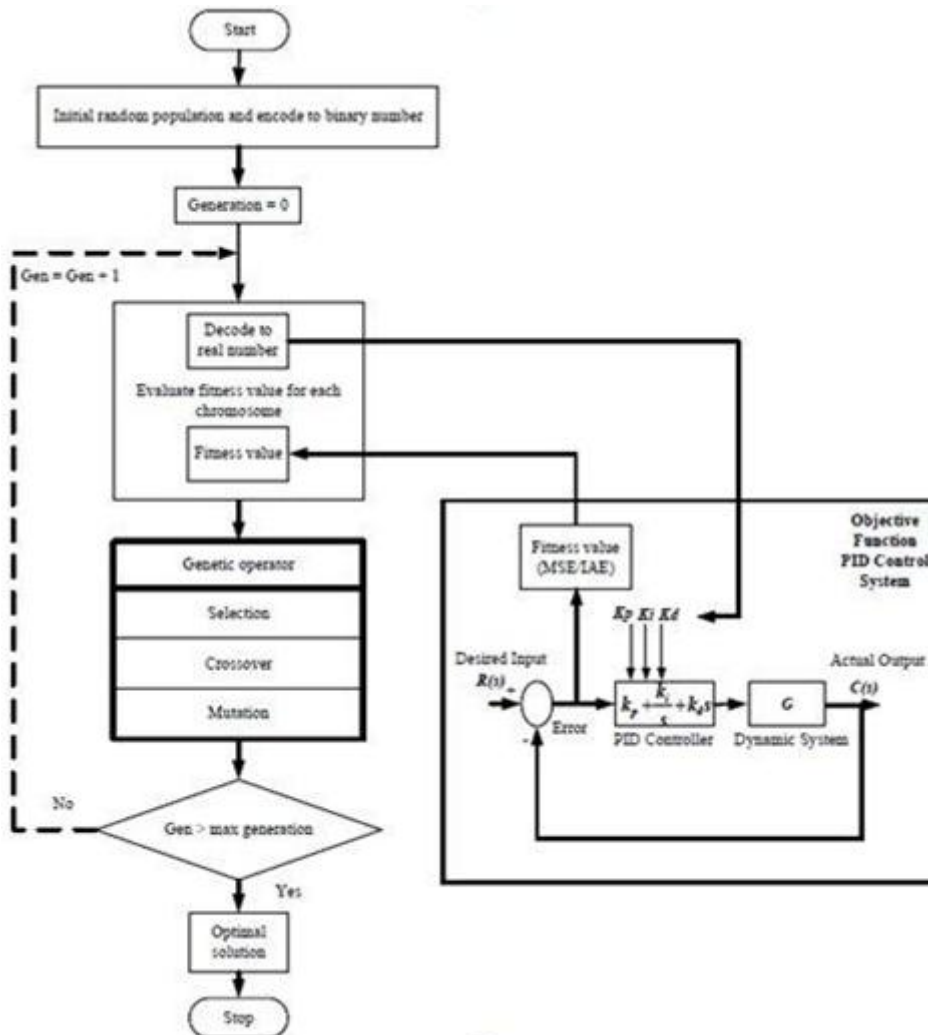 Start
Initial random population and encode to binary number
Generation = 0
Gen = Gen + 1
Decode to
real number
Evaluate fitness value for each
chromosome
Fitness value
Genetic operator
Selection
Crossover
Mutation
No
Gen > max generation
Yes
Optimal
solution
Stop
Objective
Function
PID Control
System
Fitness value
(MSE/IAE)
Kp Ki Kd
Desired Input
R(s)
+
-
Error
k_p + k_i/s + k_d s
PID Controller
G
Dynamic System
Actual Output
C(s)